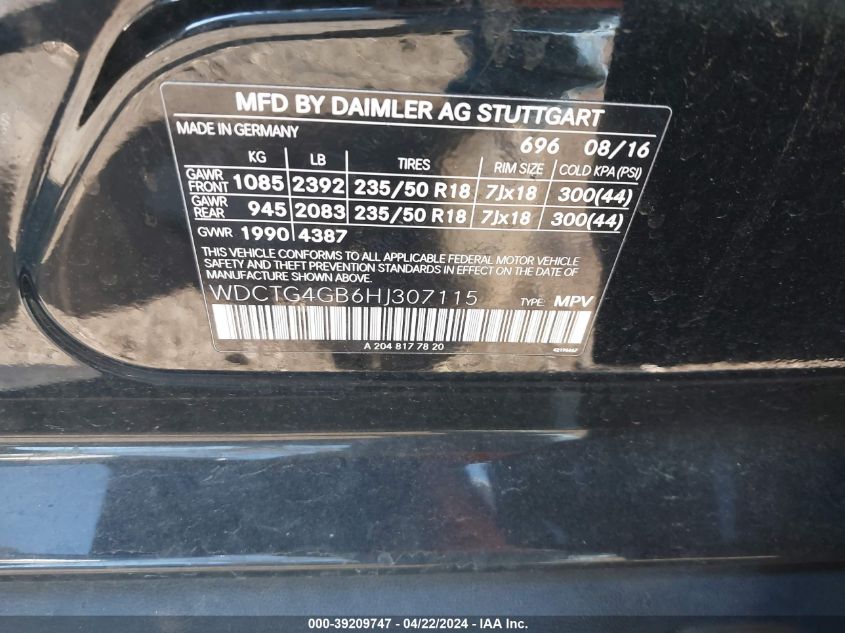 MFD BY DAIMLER AG STUTTGART
MADE IN GERMANY 696 08/16
KG LB TIRES RIM SIZE COLD KPA (PSI)
GAWR FRONT 1085 2392 235/50 R18 7Jx18 300(44)
GAWR REAR 945 2083 235/50 R18 7Jx18 300(44)
GVWR 1990 4387
THIS VEHICLE CONFORMS TO ALL APPLICABLE FEDERAL MOTOR VEHICLE
SAFETY AND THEFT PREVENTION STANDARDS IN EFFECT ON THE DATE OF
MANUFACTURE SHOWN ABOVE
WDCTG4GB6HJ307115 TYPE: MPV
A 204 817 78 20
000-39209747 - 04/22/2024 - IAA Inc.